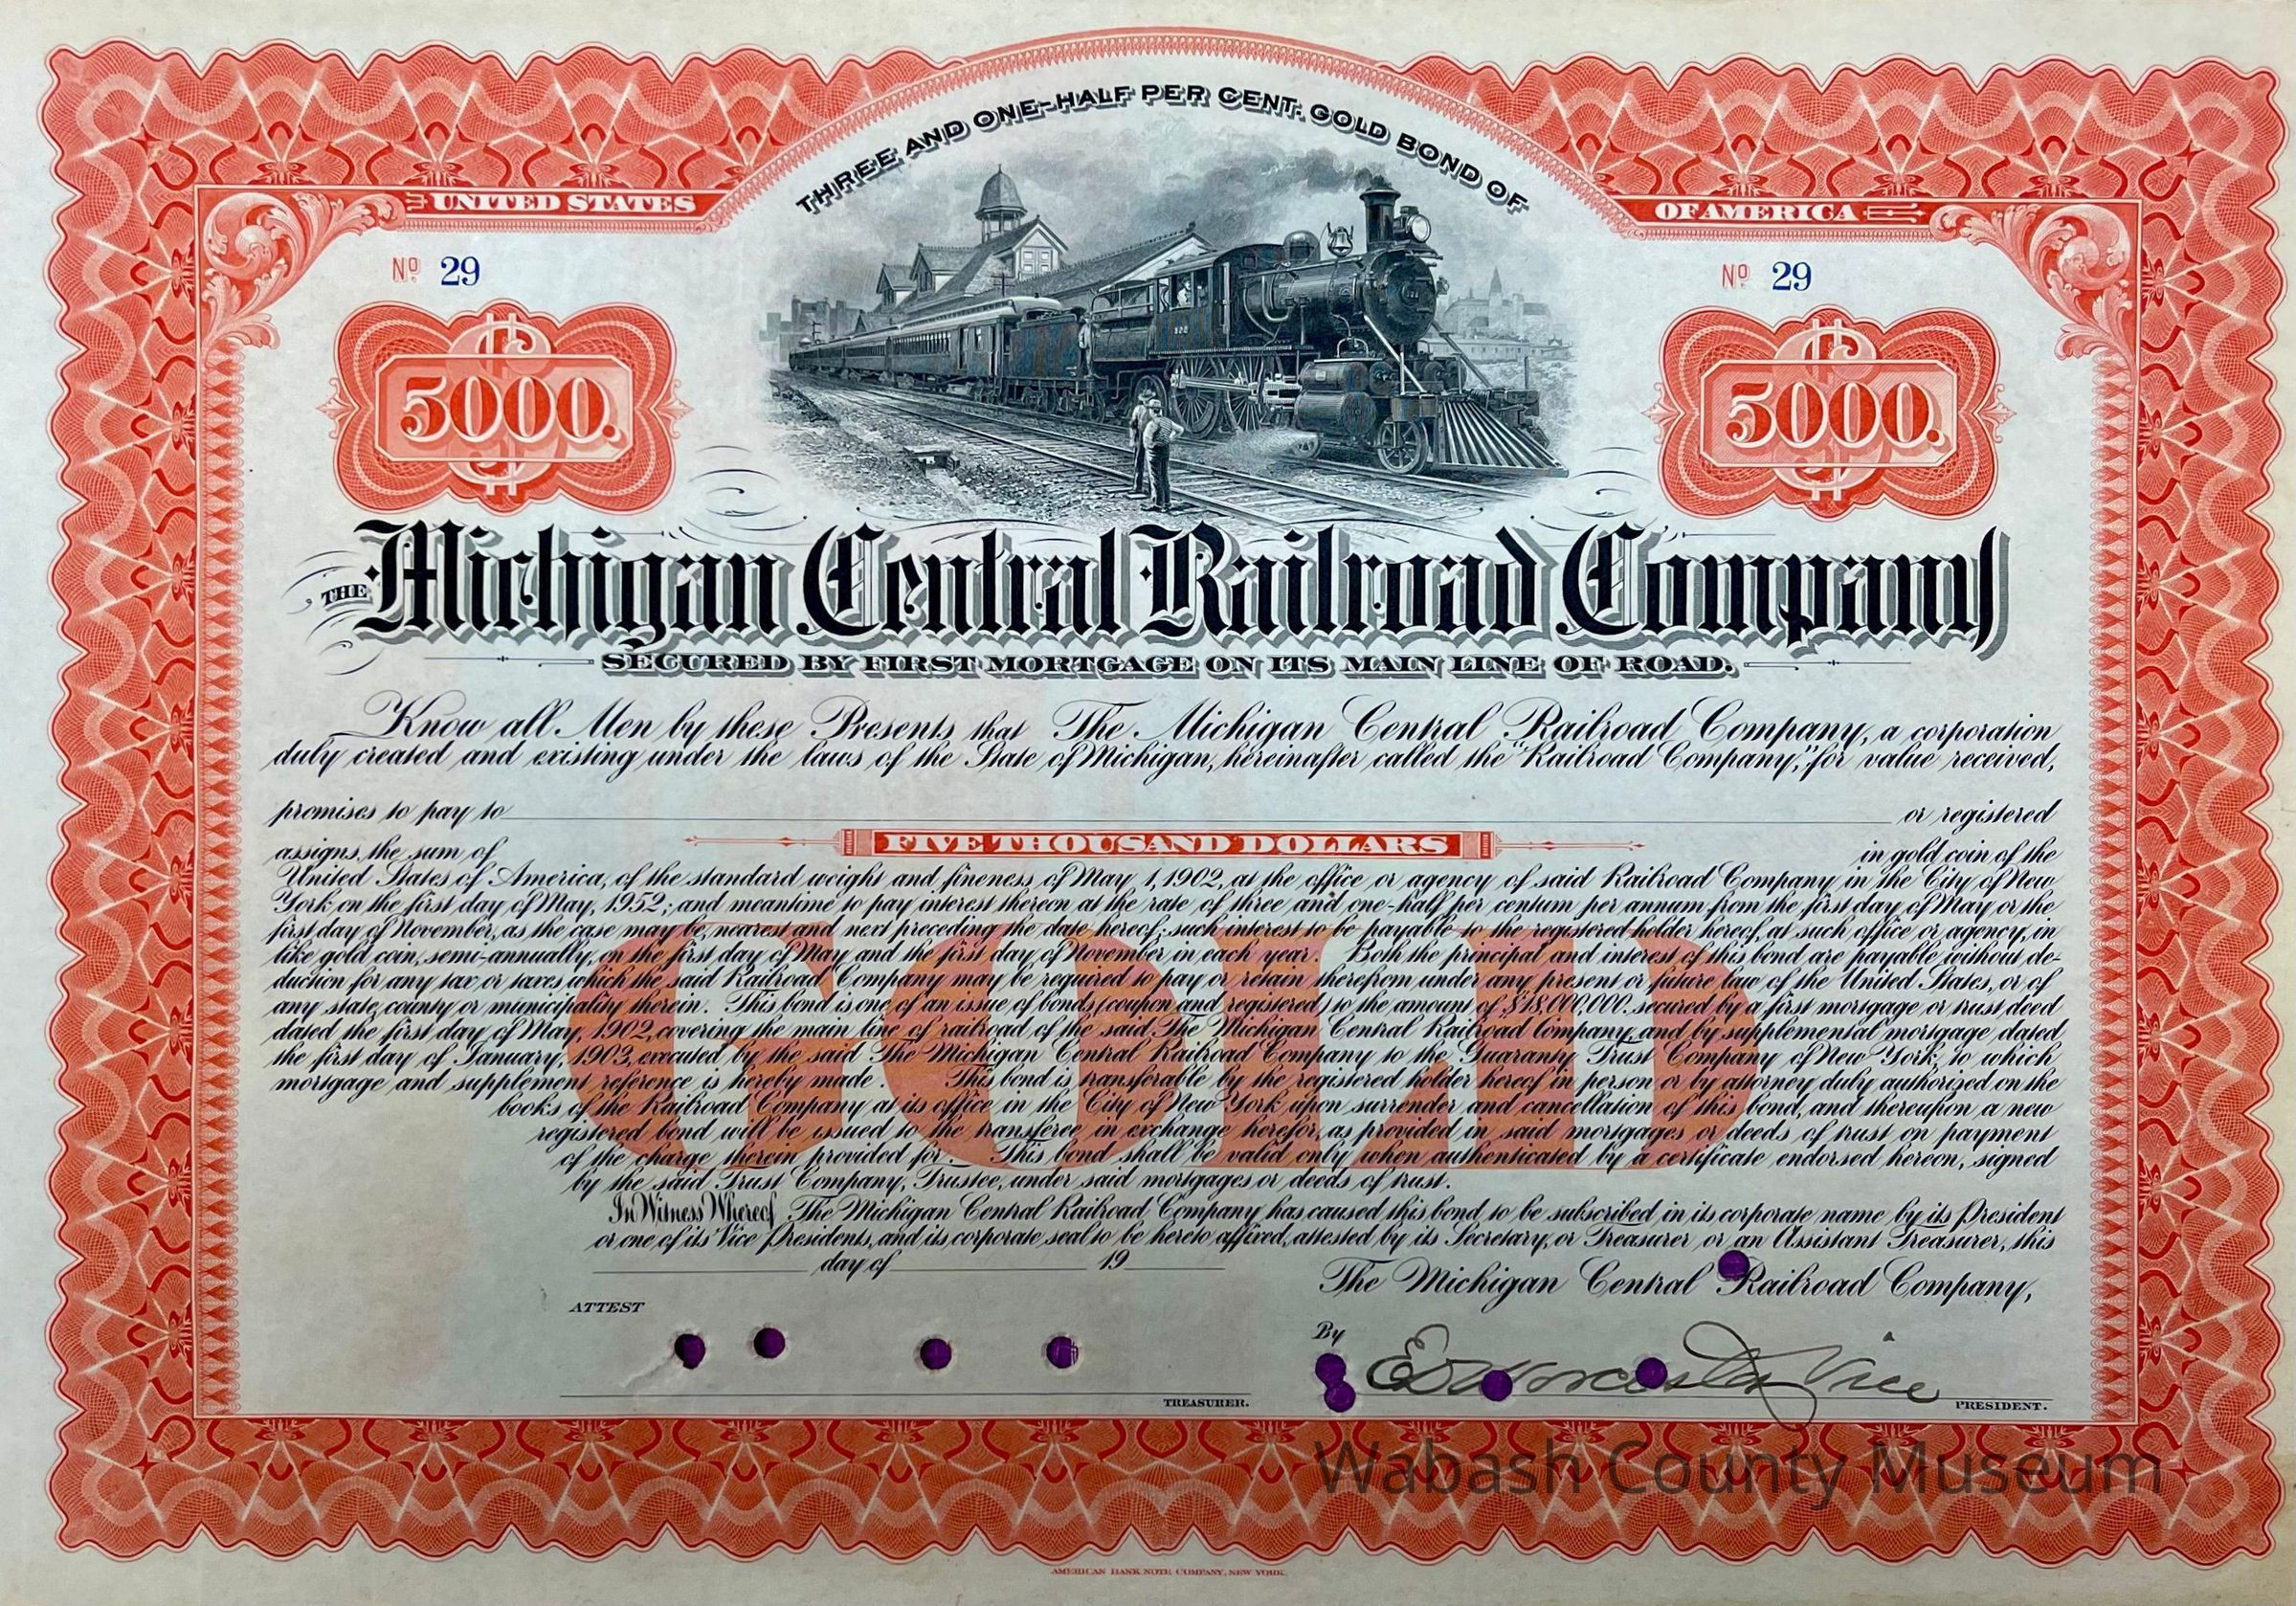 THREE AND ONE-HALF PER CENT. GOLD BOND OF
UNITED STATES
OF AMERICA
No. 29
No. 29
122
$
5000.
$
5000.
THE Michigan Central Railroad Company
SECURED BY FIRST MORTGAGE ON ITS MAIN LINE OF ROAD.
Know all Men by these Presents that The Michigan Central Railroad Company, a corporation
duly created and existing under the laws of the State of Michigan, hereinafter called the "Railroad Company," for value received,
promises to pay to or registered
FIVE THOUSAND DOLLARS
assigns, the sum of in gold coin of the
United States of America, of the standard weight and fineness of May 1, 1902, at the office or agency of said Railroad Company in the City of New
York on the first day of May, 1952; and meantime to pay interest thereon at the rate of three and one-half per centum per annum from the first day of May or the
first day of November, as the case may be, nearest and next preceding the date hereof; such interest to be payable to the registered holder hereof, at such office or agency, in
like gold coin, semi-annually, on the first day of May and the first day of November in each year. Both the principal and interest of this bond are payable without de-
duction for any tax or taxes which the said Railroad Company may be required to pay or retain therefrom under any present or future law of the United States, or of
any state, county or municipality therein. This bond is one of an issue of bonds (coupon and registered) to the amount of $18,000,000. secured by a first mortgage or trust deed
dated the first day of May, 1902, covering the main line of railroad of the said, The Michigan Central Railroad Company, and by supplemental mortgage dated
the first day of January, 1903, executed by the said The Michigan Central Railroad Company to the Guaranty Trust Company of New York, to which
mortgage and supplement reference is hereby made. This bond is transferable by the registered holder hereof in person or by attorney duly authorized on the
books of the Railroad Company at its office in the City of New York upon surrender and cancellation of this bond, and thereupon a new
registered bond will be issued to the transferee in exchange herefor, as provided in said mortgages or deeds of trust on payment
of the charge therein provided for. This bond shall be valid only when authenticated by a certificate endorsed hereon, signed
by the said Trust Company, Trustee, under said mortgages or deeds of trust.
GOLD
In Witness Whereof The Michigan Central Railroad Company has caused this bond to be subscribed in its corporate name by its President
or one of its Vice Presidents, and its corporate seal to be hereto affixed, attested by its Secretary, or Treasurer or an Assistant Treasurer, this
day of 19
The Michigan Central Railroad Company,
ATTEST
By E D Worcester Vice PRESIDENT.
TREASURER.
Wabash County Museum
AMERICAN BANK NOTE COMPANY, NEW YORK.